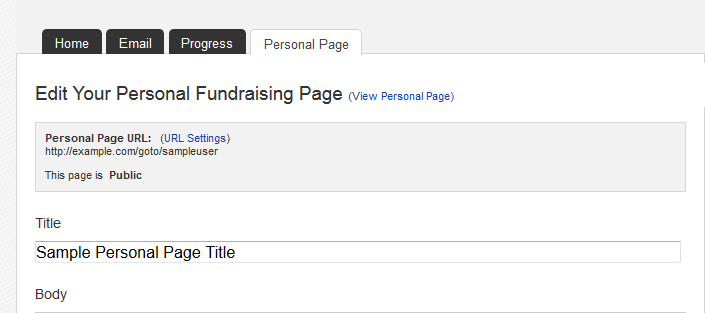 Home Email Progress Personal Page
Edit Your Personal Fundraising Page (View Personal Page)
Personal Page URL: (URL Settings)
http://example.com/goto/sampleuser
This page is Public
Title
Sample Personal Page Title
Body